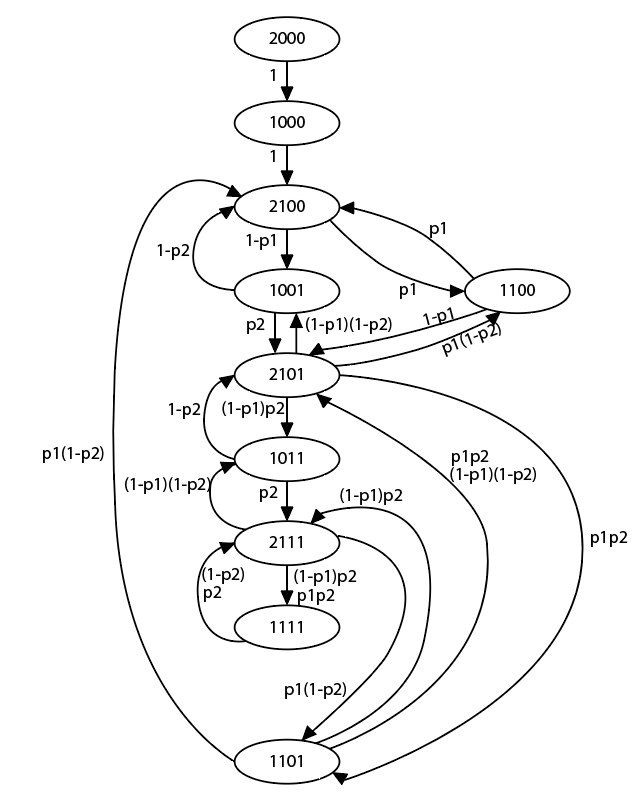 2000
1
1000
1
2100
p1
1-p2
1-p1
p1
1001
1100
p2
(1-p1)(1-p2)
1-p1
p1(1-p2)
2101
1-p2
(1-p1)p2
p1(1-p2)
1011
p1p2
(1-p1)(1-p2)
(1-p1)(1-p2)
p2
(1-p1)p2
2111
p1p2
(1-p2)
p2
(1-p1)p2
p1p2
1111
p1(1-p2)
1101